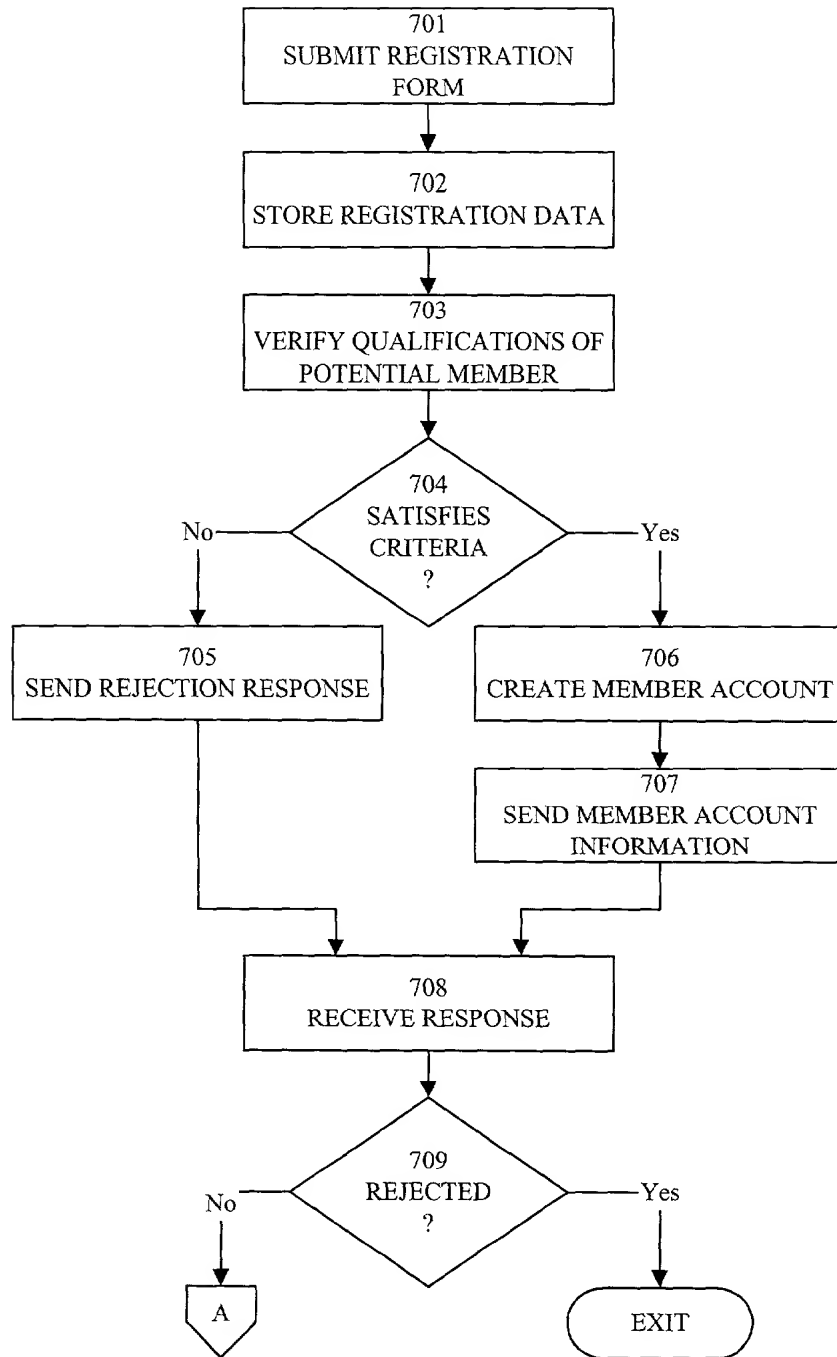 701
SUBMIT REGISTRATION
FORM
702
STORE REGISTRATION DATA
703
VERIFY QUALIFICATIONS OF
POTENTIAL MEMBER
704
SATISFIES
CRITERIA
?
No
Yes
705
SEND REJECTION RESPONSE
706
CREATE MEMBER ACCOUNT
707
SEND MEMBER ACCOUNT
INFORMATION
708
RECEIVE RESPONSE
709
REJECTED
?
No
Yes
A
EXIT